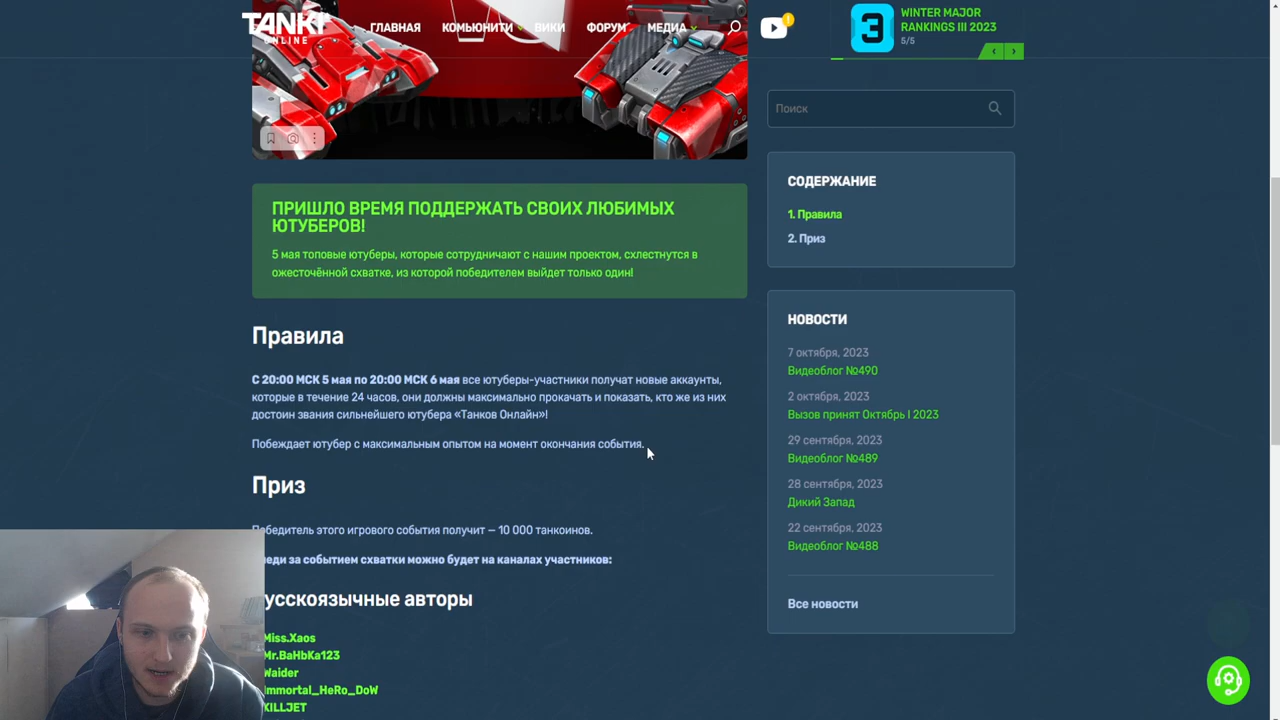 TANKI
ONLINE
ГЛАВНАЯ
КОМЬЮНИТИ
ВИКИ
ФОРУМ
МЕДИА
!
3
WINTER MAJOR
RANKINGS III 2023
5/5
ПРИШЛО ВРЕМЯ ПОДДЕРЖАТЬ СВОИХ ЛЮБИМЫХ
ЮТУБЕРОВ!
5 мая топовые ютуберы, которые сотрудничают с нашим проектом, схлестнутся в
ожесточённой схватке, из которой победителем выйдет только один!
Правила
С 20:00 МСК 5 мая по 20:00 МСК 6 мая все ютуберы-участники получат новые аккаунты,
которые в течение 24 часов, они должны максимально прокачать и показать, кто же из них
достоин звания сильнейшего ютубера «Танков Онлайн»!
Побеждает ютубер с максимальным опытом на момент окончания события.
Приз
Победитель этого игрового события получит — 10 000 танкоинов.
леди за событием схватки можно будет на каналах участников:
усскоязычные авторы
Miss.Xaos
Mr.BaHbKa123
Waider
Immortal_HeRo_DoW
KILLJET
Поиск
СОДЕРЖАНИЕ
1. Правила
2. Приз
НОВОСТИ
7 октября, 2023
Видеоблог №490
2 октября, 2023
Вызов принят Октябрь I 2023
29 сентября, 2023
Видеоблог №489
28 сентября, 2023
Дикий Запад
22 сентября, 2023
Видеоблог №488
Все новости